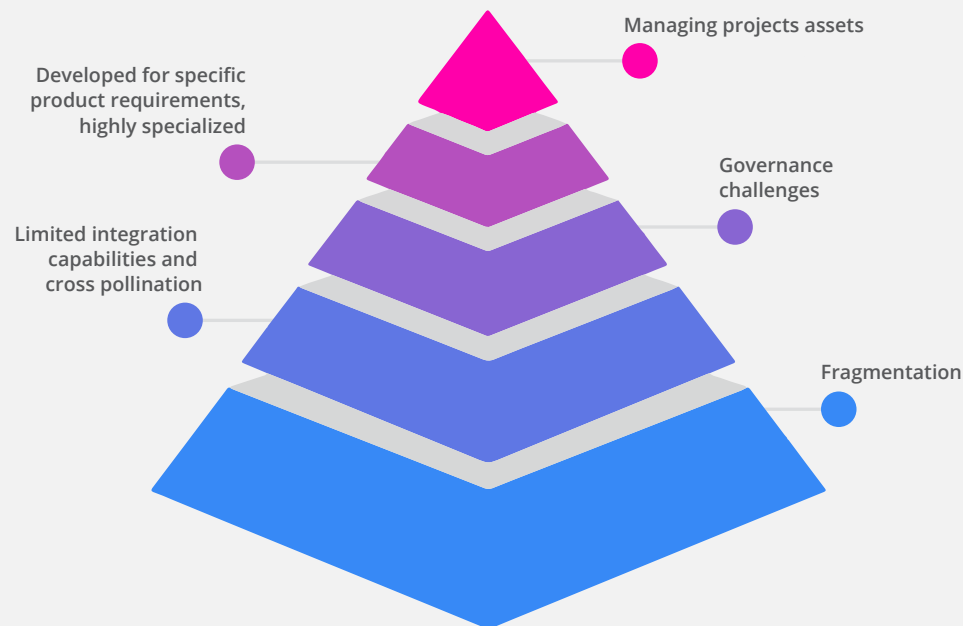 Managing projects assets
Developed for specific
product requirements,
highly specialized
Governance
challenges
Limited integration
capabilities and
cross pollination
Fragmentation